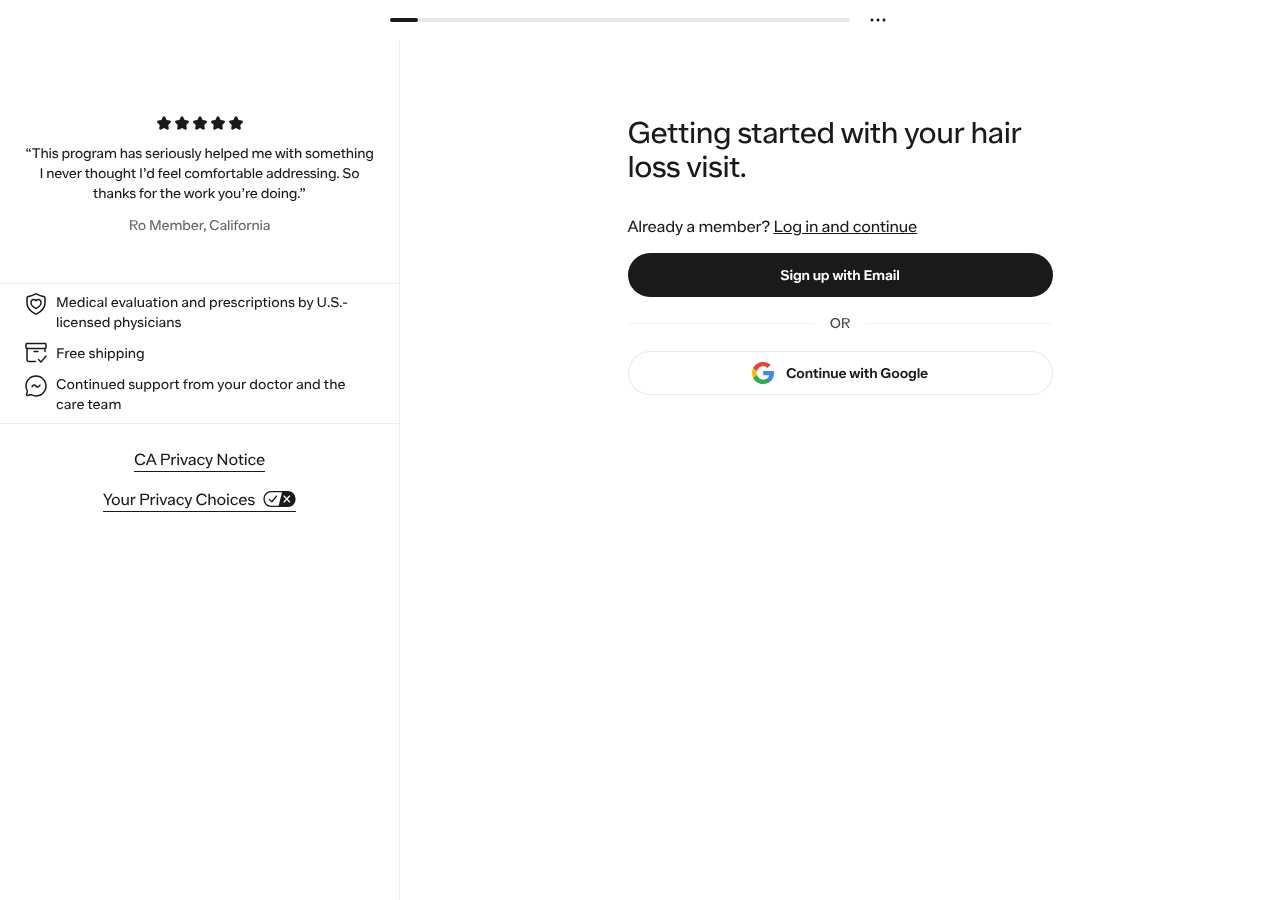 “This program has seriously helped me with something
I never thought I’d feel comfortable addressing. So
thanks for the work you’re doing.”
Ro Member, California
Medical evaluation and prescriptions by U.S.-
licensed physicians
Free shipping
Continued support from your doctor and the
care team
CA Privacy Notice
Your Privacy Choices
Getting started with your hair
loss visit.
Already a member? Log in and continue
Sign up with Email
OR
Continue with Google